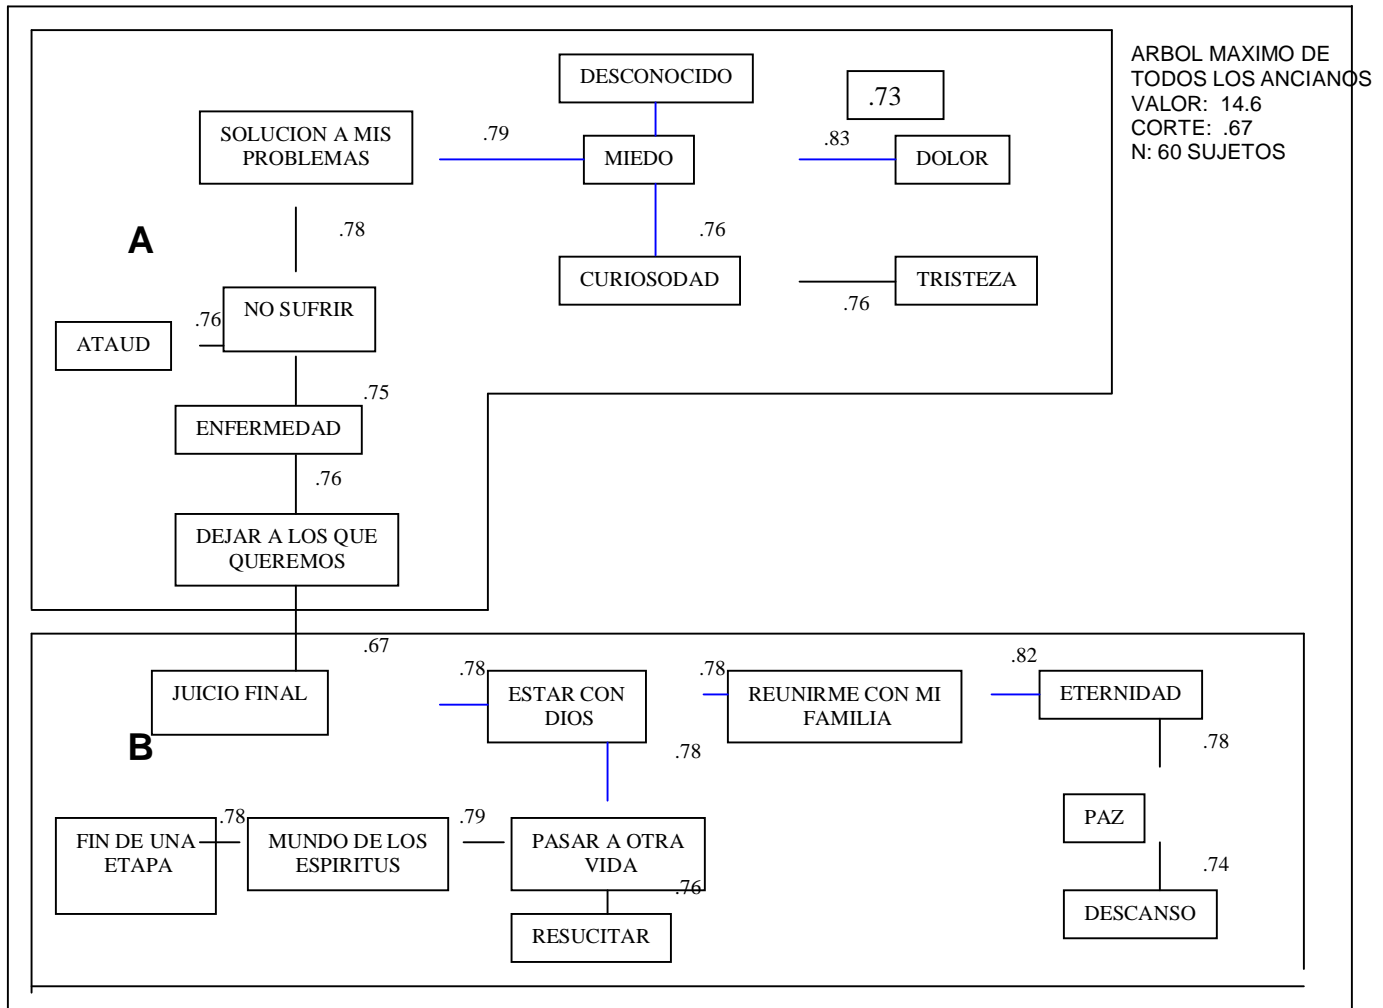 ARBOL MAXIMO DE
TODOS LOS ANCIANOS
VALOR: 14.6
CORTE: .67
N: 60 SUJETOS
DESCONOCIDO
.73
SOLUCION A MIS
PROBLEMAS
.79
MIEDO
.83
DOLOR
A
.78
.76
CURIOSODAD
.76
TRISTEZA
NO SUFRIR
.76
ATAUD
.75
ENFERMEDAD
.76
DEJAR A LOS QUE
QUEREMOS
.67
JUICIO FINAL
.78
ESTAR CON
DIOS
.78
REUNIRME CON MI
FAMILIA
.82
ETERNIDAD
B
.78
.78
FIN DE UNA
ETAPA
.78
MUNDO DE LOS
ESPIRITUS
.79
PASAR A OTRA
VIDA
.76
PAZ
.74
RESUCITAR
DESCANSO